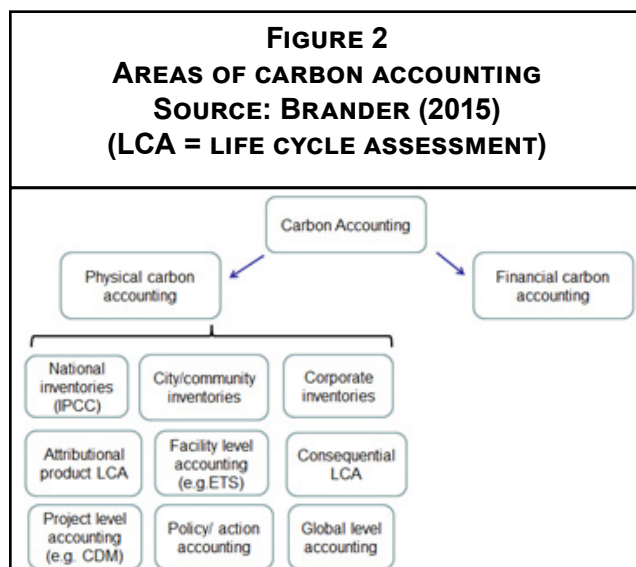 FIGURE 2
AREAS OF CARBON ACCOUNTING
SOURCE: BRANDER (2015)
(LCA = LIFE CYCLE ASSESSMENT)
Carbon Accounting
Physical carbon
accounting
Financial carbon
accounting
National
inventories
(IPCC)
City/community
inventories
Corporate
inventories
Attributional
product LCA
Facility level
accounting
(e.g.ETS)
Consequential
LCA
Project level
accounting
(e.g. CDM)
Policy/ action
accounting
Global level
accounting